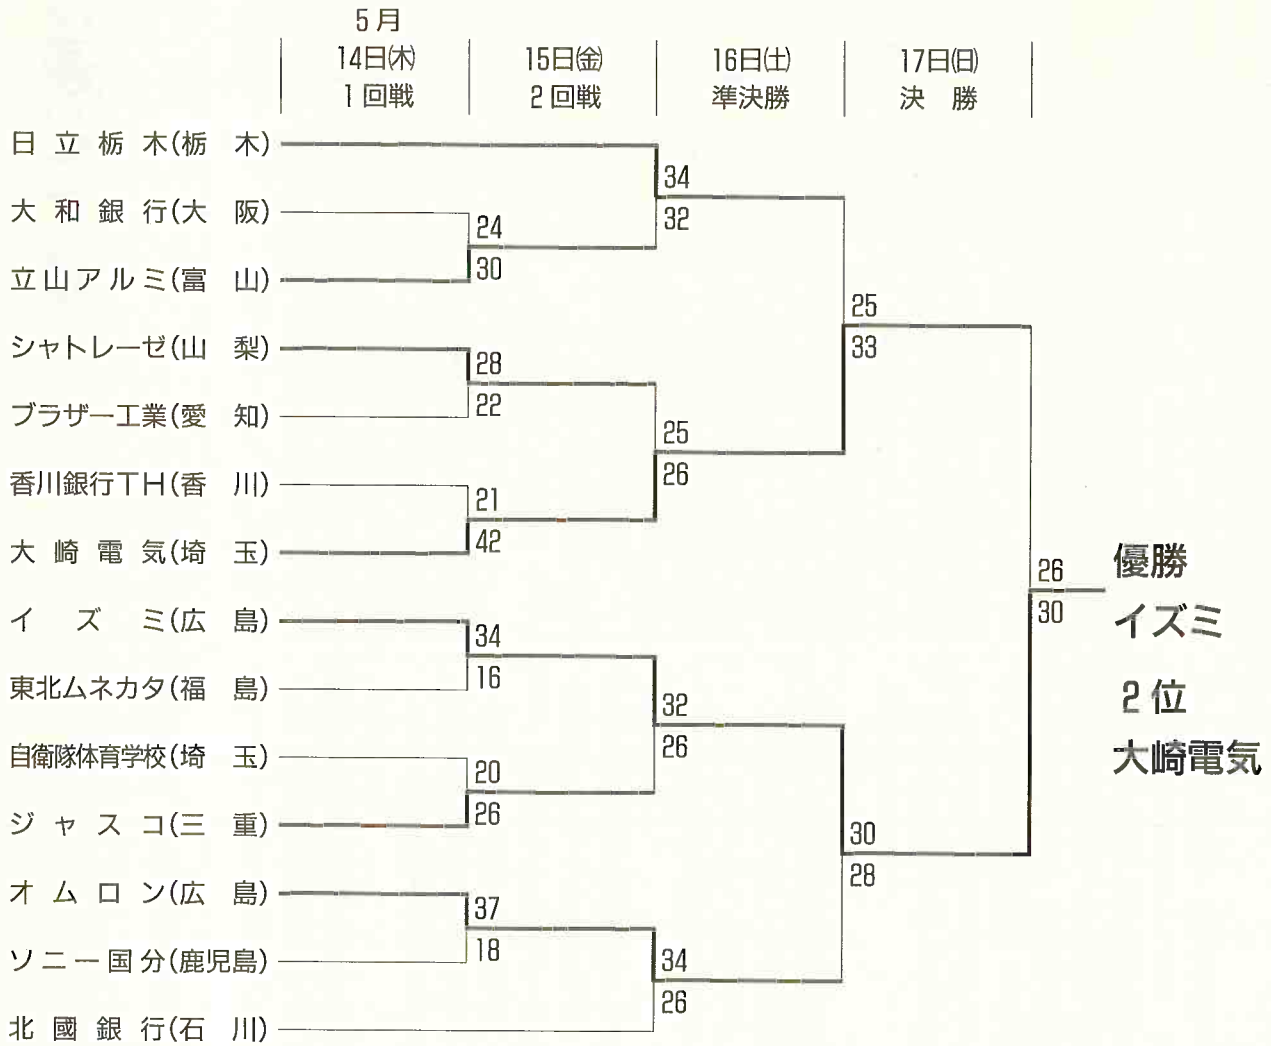 5月
14日㈭ 15日㈮ 16日㈯ 17日㈰
1回戦 2回戦 準決勝 決勝
日立栃木(栃木)
34
大和銀行(大阪)
24
32
立山アルミ(富山)
30
25
シャトレーゼ(山梨)
33
28
ブラザー工業(愛知)
22
25
香川銀行TH(香川)
26
21
大崎電気(埼玉)
42
優勝
26
イズミ(広島)
30
イズミ
34
東北ムネカタ(福島)
16
2位
32
自衛隊体育学校(埼玉)
26
大崎電気
20
ジャスコ(三重)
26
30
28
オムロン(広島)
37
ソニー国分(鹿児島)
18
34
26
北國銀行(石川)